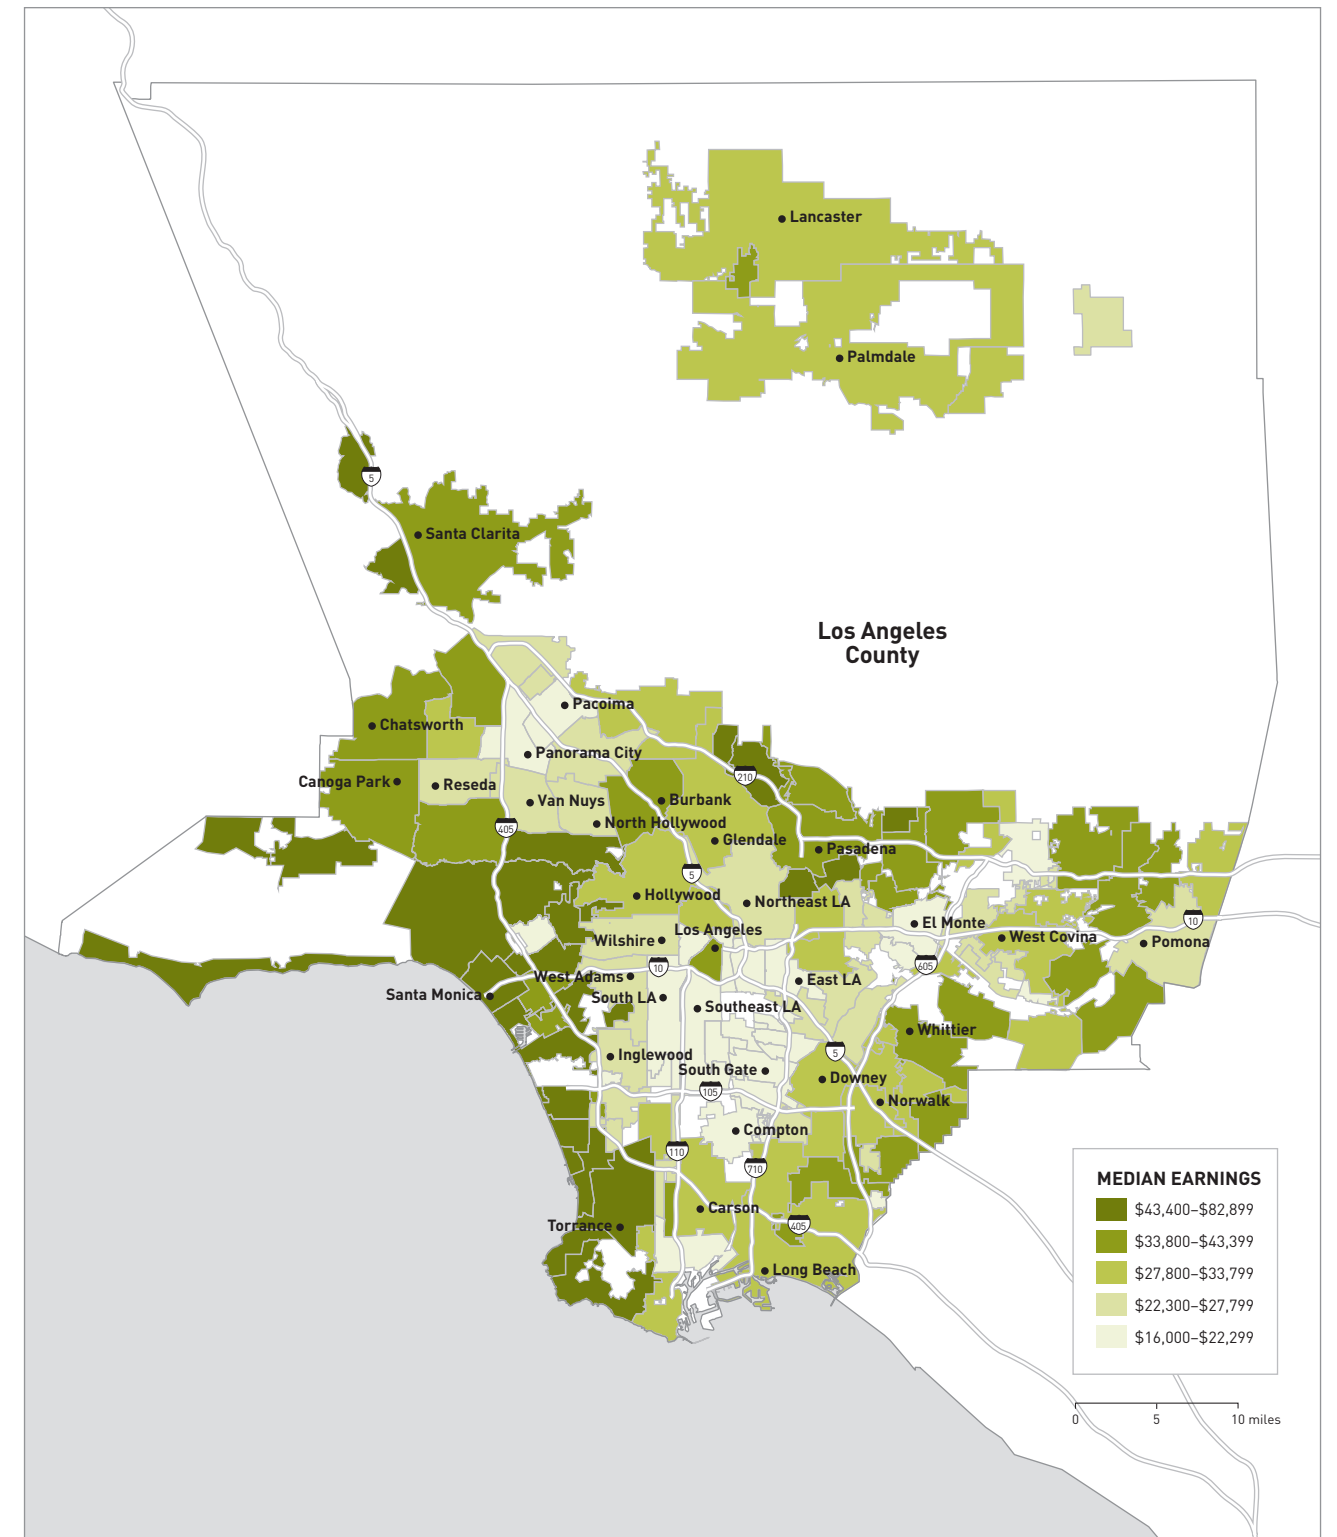 Lancaster
Palmdale
5
Santa Clarita
Los Angeles
County
Pacoima
Chatsworth
Panorama City
210
Canoga Park
Reseda
Van Nuys
Burbank
405
North Hollywood
Glendale
Pasadena
5
Hollywood
Northeast LA
10
El Monte
Los Angeles
Wilshire
West Covina
Pomona
10
605
West Adams
East LA
Santa Monica
South LA
Southeast LA
Whittier
5
Inglewood
South Gate
Downey
105
Norwalk
Compton
110
710
Carson
405
Torrance
Long Beach
MEDIAN EARNINGS
$43,400–$82,899
$33,800–$43,399
$27,800–$33,799
$22,300–$27,799
$16,000–$22,299
0 5 10 miles